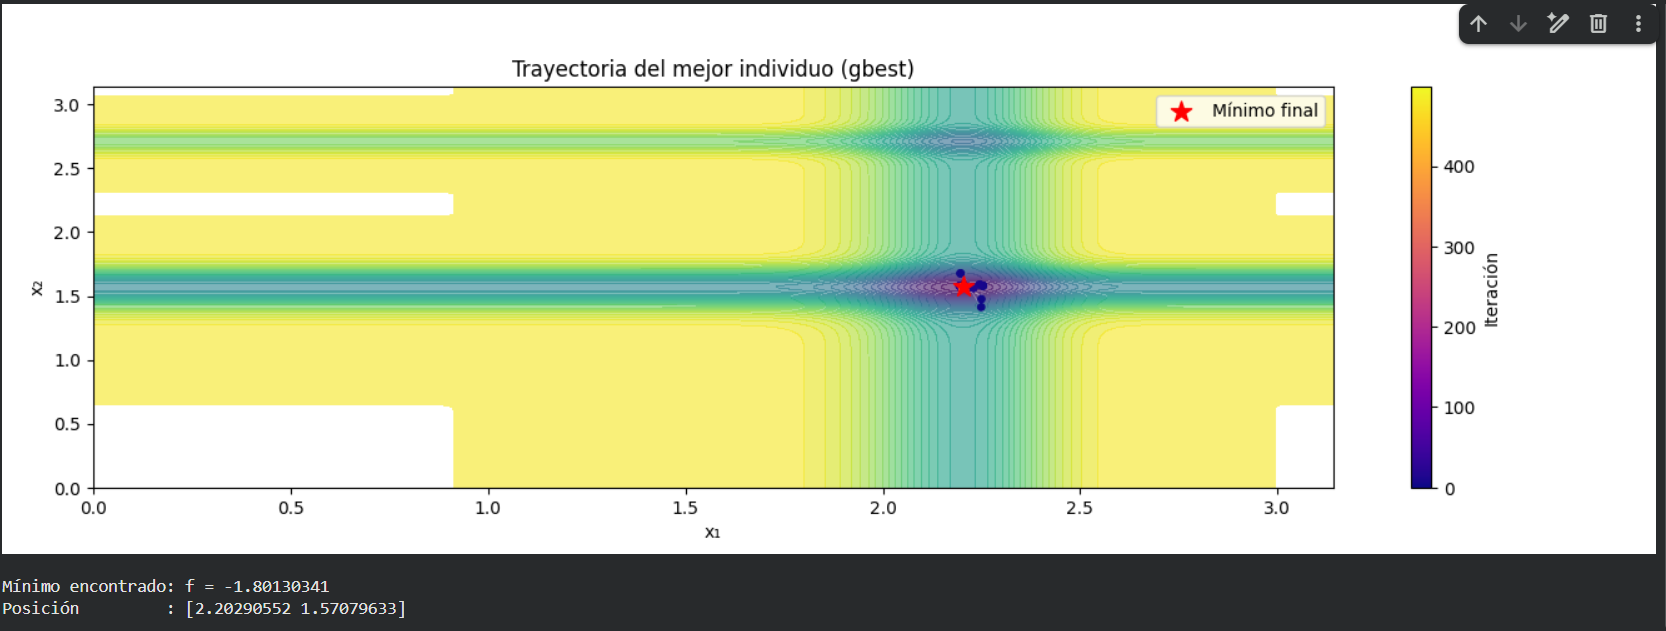 Trayectoria del mejor individuo (gbest)
Mínimo final
3.0
2.5
2.0
1.5
1.0
0.5
0.0
x₂
0.0 0.5 1.0 1.5 2.0 2.5 3.0
x₁
400
300
200
100
0
Iteración
Mínimo encontrado: f = -1.80130341
Posición : [2.20290552 1.57079633]